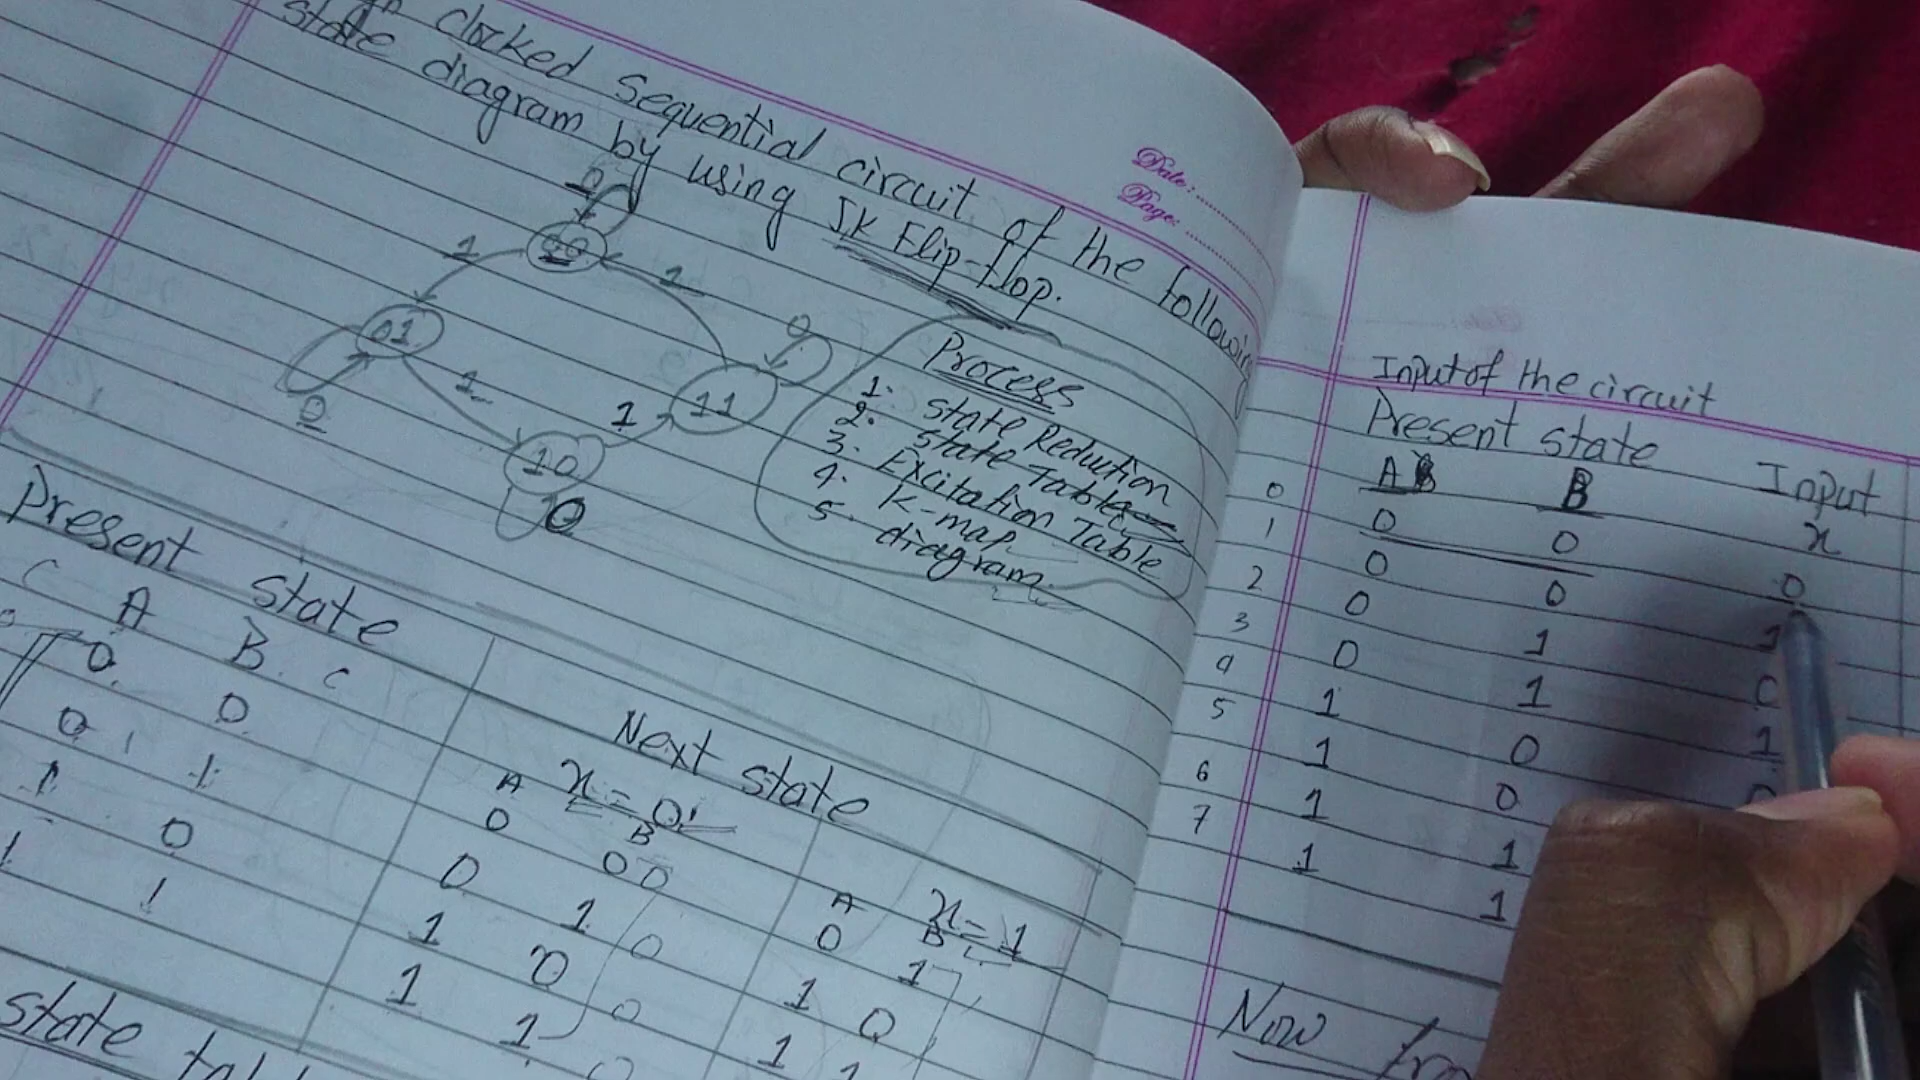 clocked sequential circuit of the following
state diagram by using JK Flip-flop.
Date:
Page:
0
00
1
1
01
0
0
1
11
1
10
0
Process
1. state Reduction
2. state Table
3. Excitation Table
4. K-map
5. diagram.
Present state
Next state
C A B . C
x = 0
x = 1
A B
A B
0 0
0 1
1 0
1 1
0 0 0
0 1 0
1 0 0
1 1 0
0 1
1 0
1 1
state
Input of the circuit
Present state
Input
A B x
0 0 0 0
1 0 0 1
2 0 1 0
3 0 1 1
4 1 0 0
5 1 0
6 1 1
7 1 1
Now